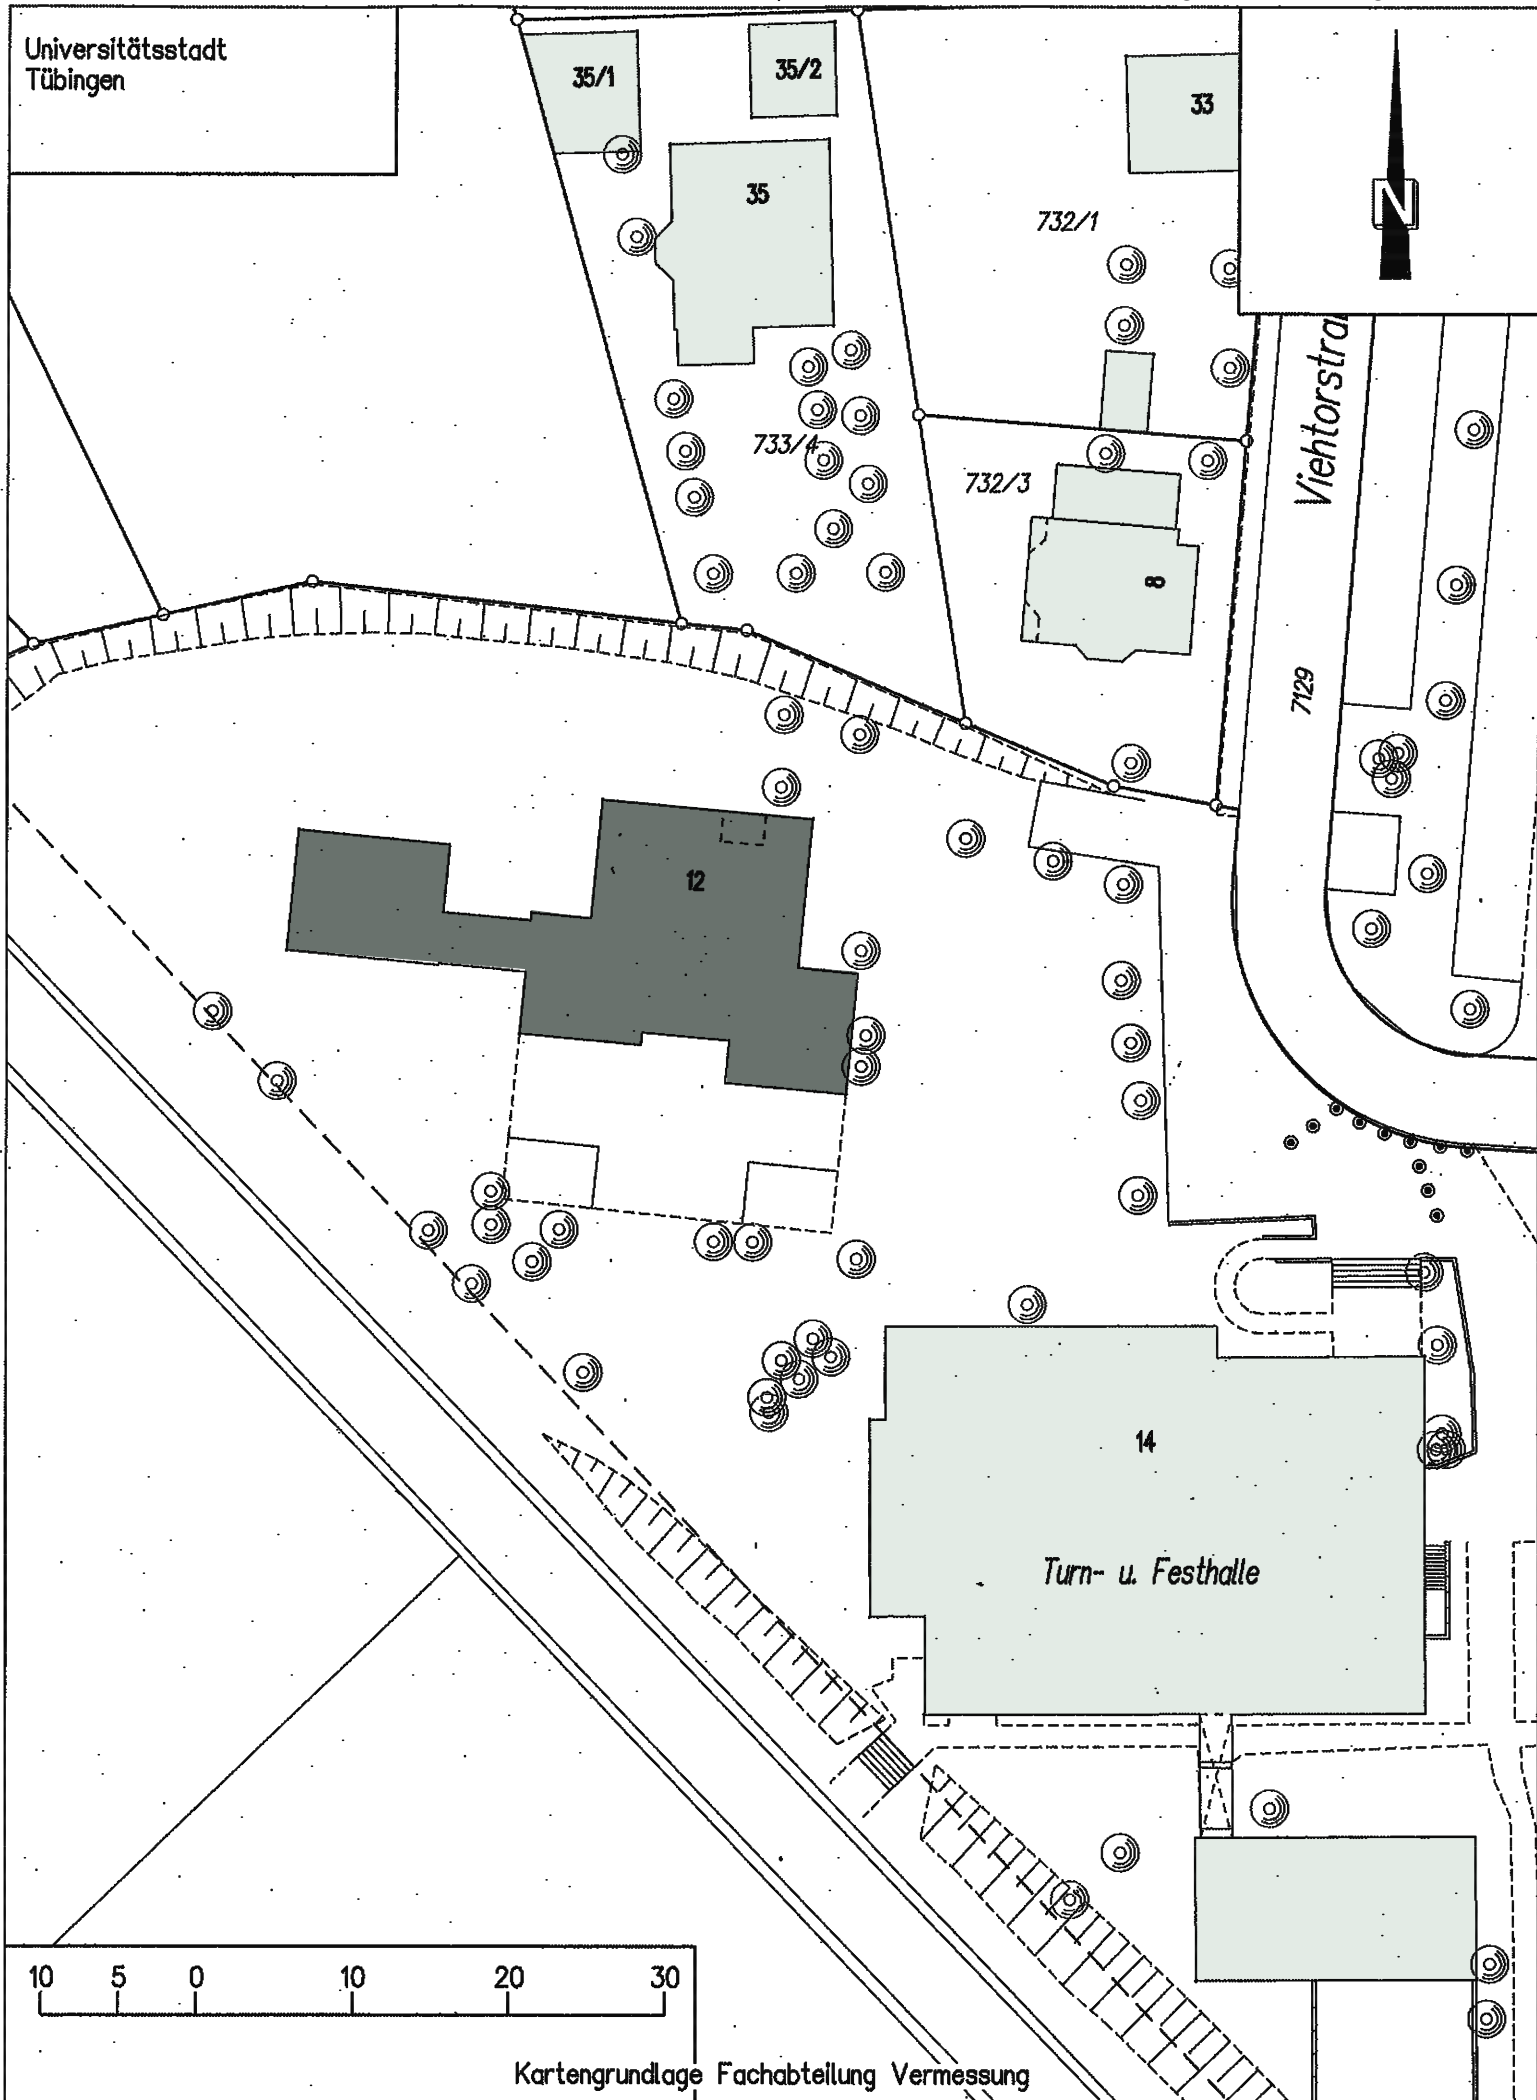 Universitätsstadt
Tübingen
35/1
35/2
33
N
35
732/1
733/4
732/3
8
7129
12
14
Turn- u. Festhalle
10 5 0 10 20 30
Kartengrundlage Fachabteilung Vermessung